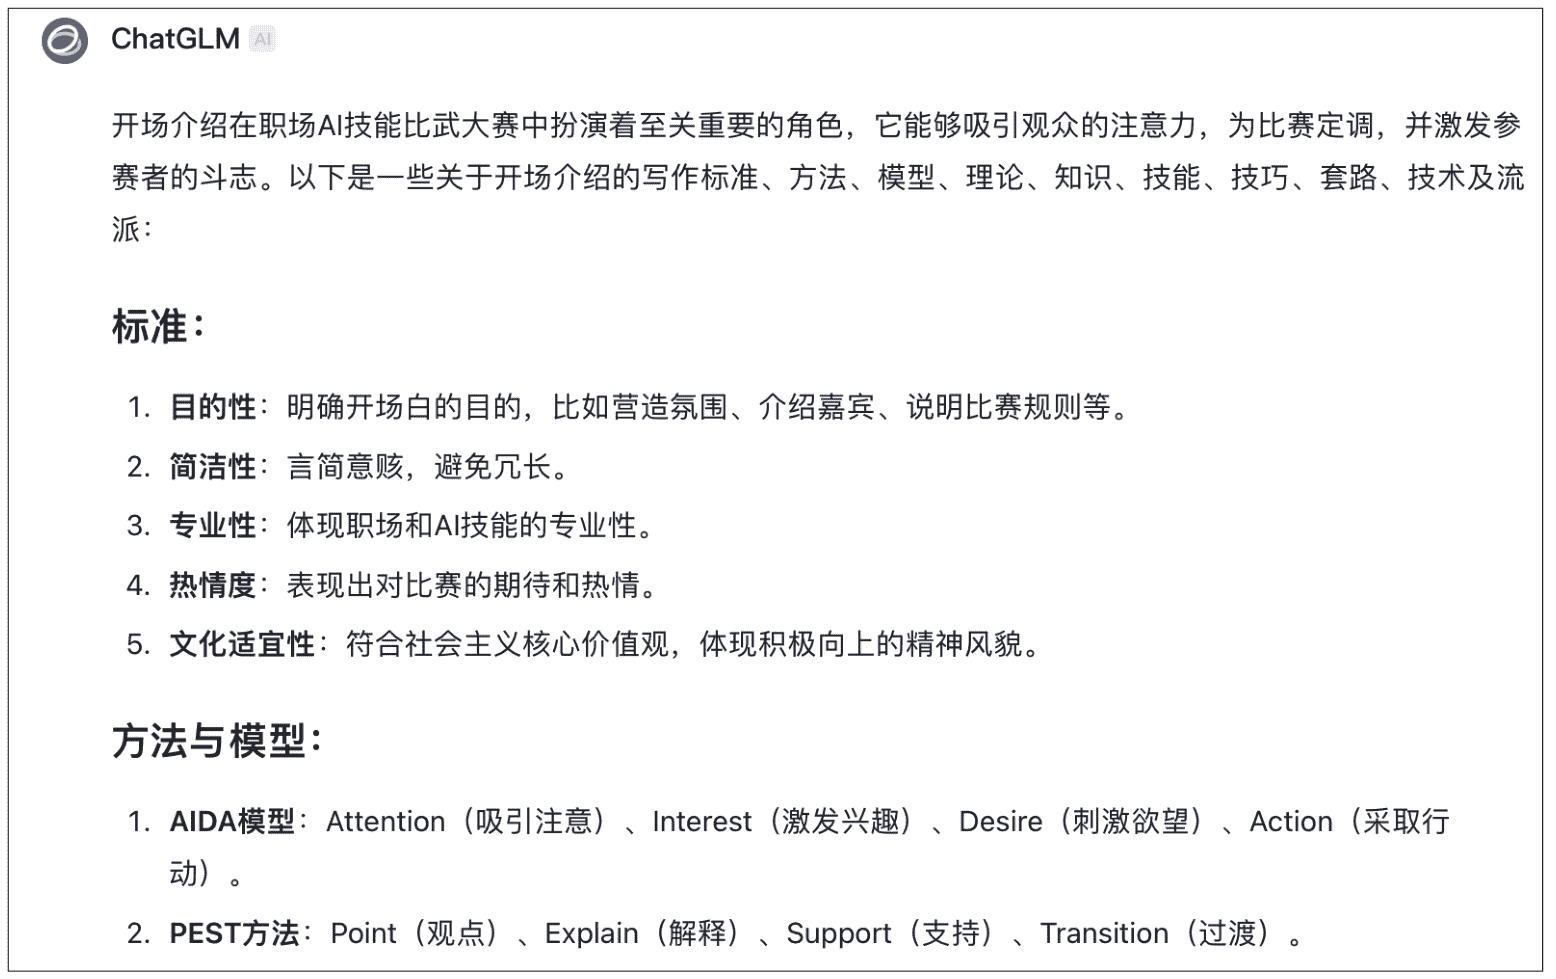 ChatGLM AI
开场介绍在职场AI技能比武大赛中扮演着至关重要的角色，它能够吸引观众的注意力，为比赛定调，并激发参
赛者的斗志。以下是一些关于开场介绍的写作标准、方法、模型、理论、知识、技能、技巧、套路、技术及流
派：
标准：
1. 目的性：明确开场白的目的，比如营造氛围、介绍嘉宾、说明比赛规则等。
2. 简洁性：言简意赅，避免冗长。
3. 专业性：体现职场和AI技能的专业性。
4. 热情度：表现出对比赛的期待和热情。
5. 文化适宜性：符合社会主义核心价值观，体现积极向上的精神风貌。
方法与模型：
1. AIDA模型：Attention（吸引注意）、Interest（激发兴趣）、Desire（刺激欲望）、Action（采取行
动）。
2. PEST方法：Point（观点）、Explain（解释）、Support（支持）、Transition（过渡）。